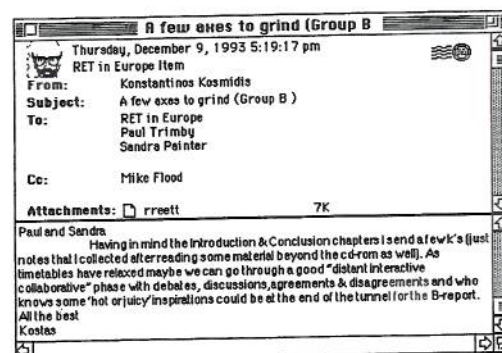 A few axes to grind (Group B
Thursday, December 9, 1993 5:19:17 pm
RET in Europe Item
From: Konstantinos Kosmidis
Subject: A few axes to grind (Group B )
To: RET in Europe
Paul Trimby
Sandra Painter
Cc: Mike Flood
Attachments: rreett 7K
Paul and Sandra
Having in mind the Introduction & Conclusion chapters I send a few k's (just
notes that I collected after reading some material beyond the cd-rom as well). As
timetables have relaxed maybe we can go through a good "distant interactive
collaborative" phase with debates, discussions,agreements & disagreements and who
knows some 'hot or juicy' inspirations could be at the end of the tunnel for the B-report.
All the best
Kostas